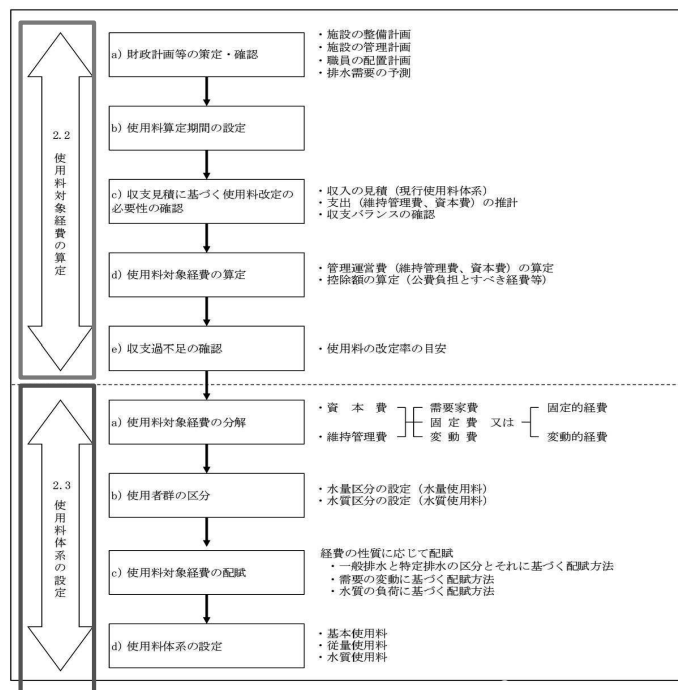 2.2 使用料対象経費の算定
a) 財政計画等の策定・確認
・施設の整備計画
・施設の管理計画
・職員の配置計画
・排水需要の予測
b) 使用料算定期間の設定
c) 収支見積に基づく使用料改定の
必要性の確認
・収入の見積（現行使用料体系）
・支出（維持管理費、資本費）の推計
・収支バランスの確認
d) 使用料対象経費の算定
・管理運営費（維持管理費、資本費）の算定
・控除額の算定（公費負担とすべき経費等）
e) 収支過不足の確認
・使用料の改定率の目安
2.3 使用料体系の設定
a) 使用料対象経費の分解
・資 本 費 需要家費 固定的経費
固 定 費 又は
・維持管理費 変 動 費 変動的経費
b) 使用者群の区分
・水量区分の設定（水量使用料）
・水質区分の設定（水質使用料）
c) 使用料対象経費の配賦
経費の性質に応じて配賦
・一般排水と特定排水の区分とそれに基づく配賦方法
・需要の変動に基づく配賦方法
・水質の負荷に基づく配賦方法
d) 使用料体系の設定
・基本使用料
・従量使用料
・水質使用料